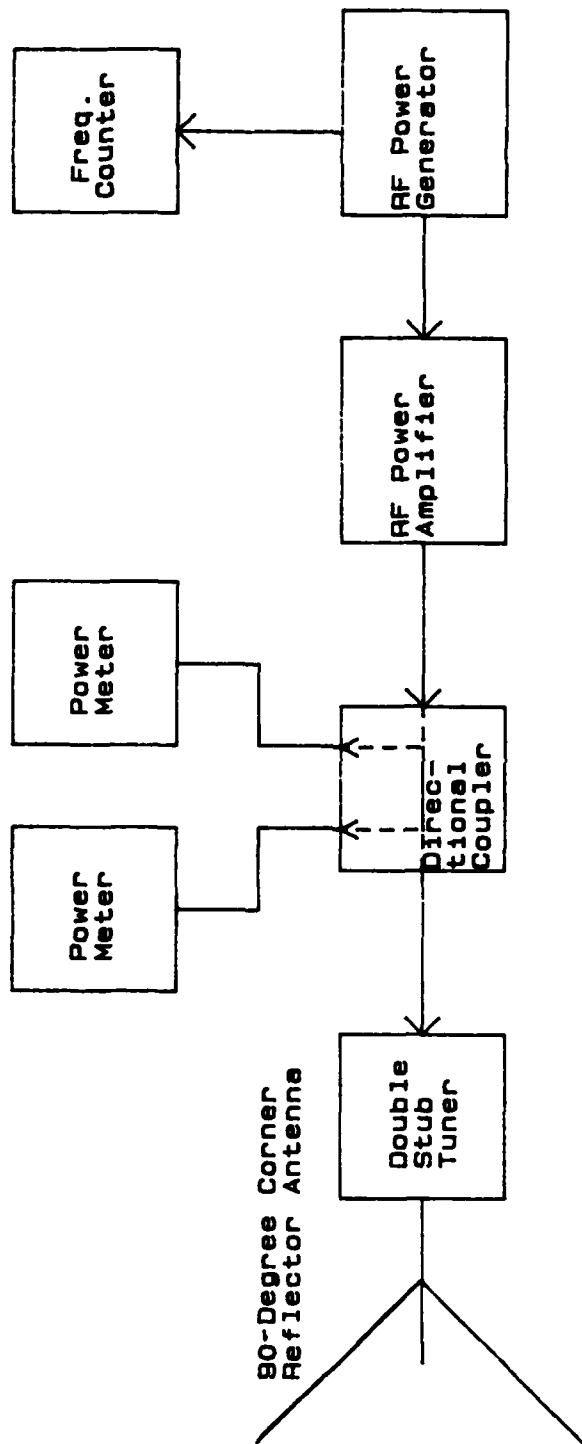 Power
Meter
Power
Meter
Freq.
Counter
90-Degree Corner
Reflector Antenna
Double
Stub
Tuner
Direc-
tional
Coupler
RF Power
Amplifier
RF Power
Generator